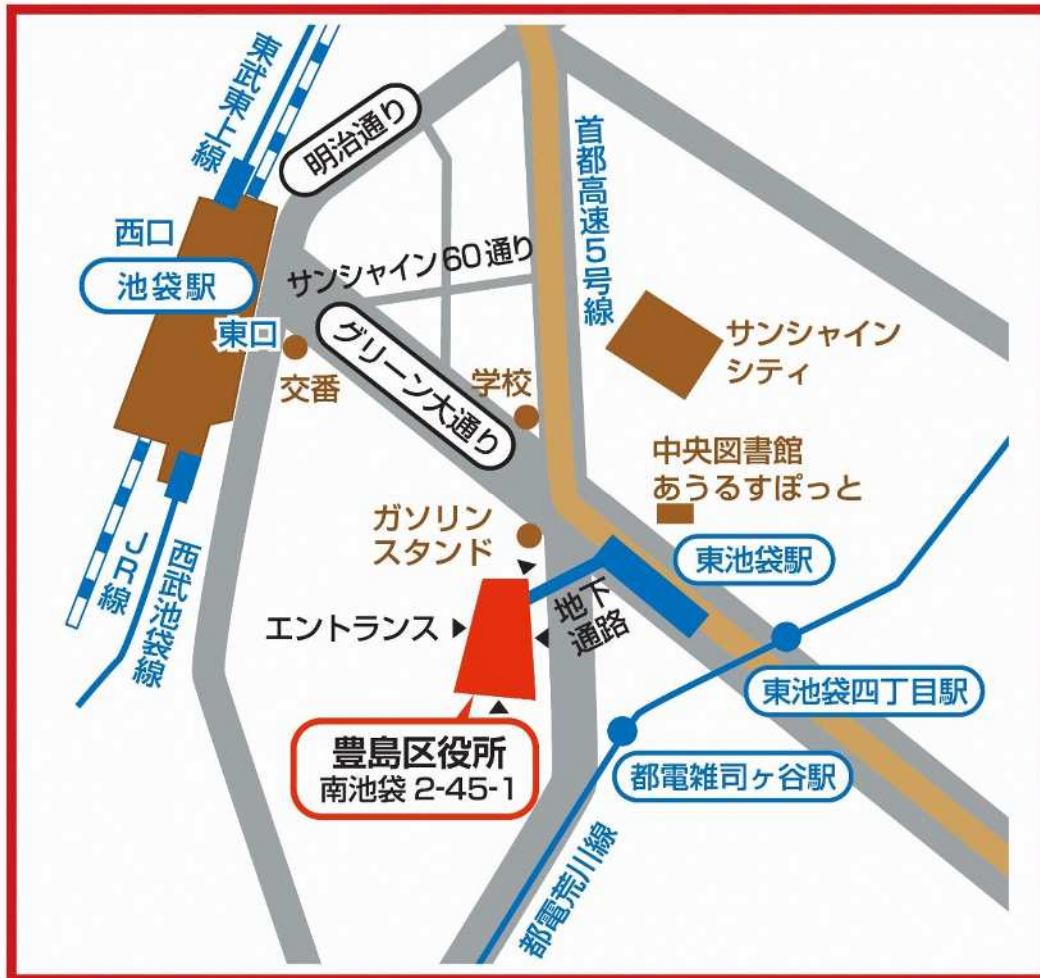 東武東上線
明治通り
首都高速5号線
西口
池袋駅
東口
サンシャイン60通り
グリーン大通り
交番
学校
サンシャイン
シティ
中央図書館
あうるすぽっと
ガソリン
スタンド
東池袋駅
JR線
西武池袋線
エントランス
地下
通路
東池袋四丁目駅
豊島区役所
南池袋 2-45-1
都電雑司ヶ谷駅
都電荒川線